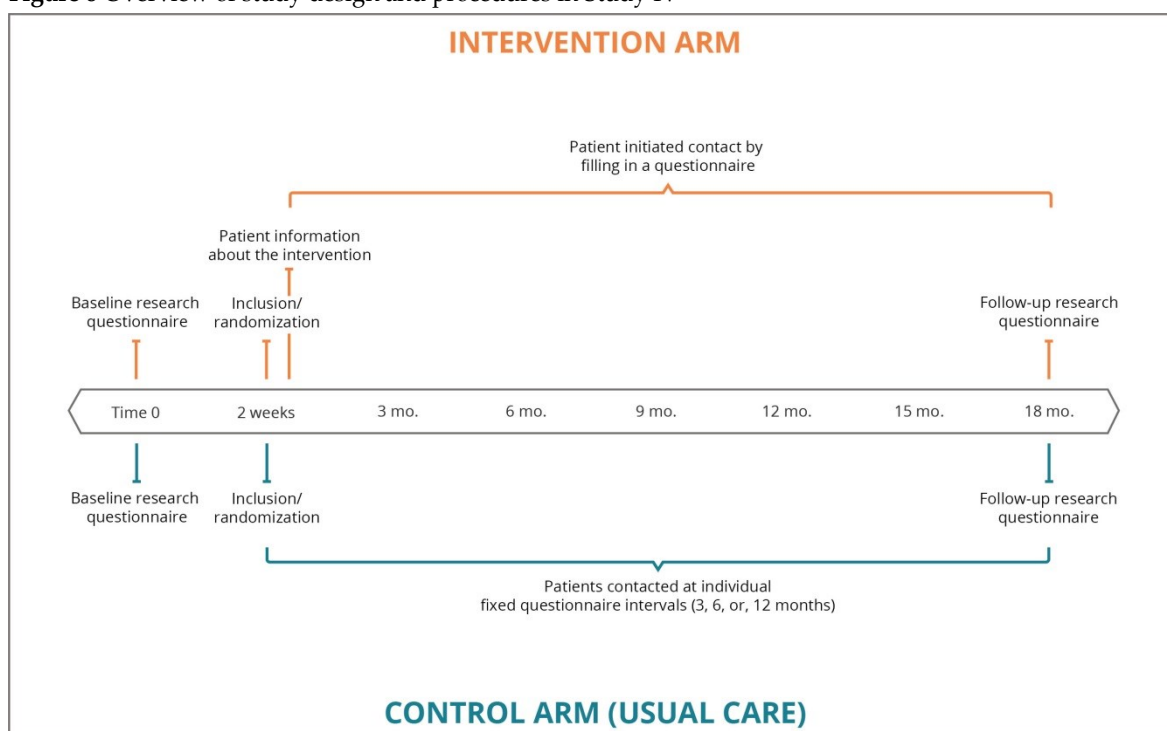 INTERVENTION ARM
Patient initiated contact by
filling in a questionnaire
Patient information
about the intervention
Baseline research
questionnaire
Inclusion/
randomization
Follow-up research
questionnaire
Time 0
2 weeks
3 mo.
6 mo.
9 mo.
12 mo.
15 mo.
18 mo.
Baseline research
questionnaire
Inclusion/
randomization
Follow-up research
questionnaire
Patients contacted at individual
fixed questionnaire intervals (3, 6, or, 12 months)
CONTROL ARM (USUAL CARE)